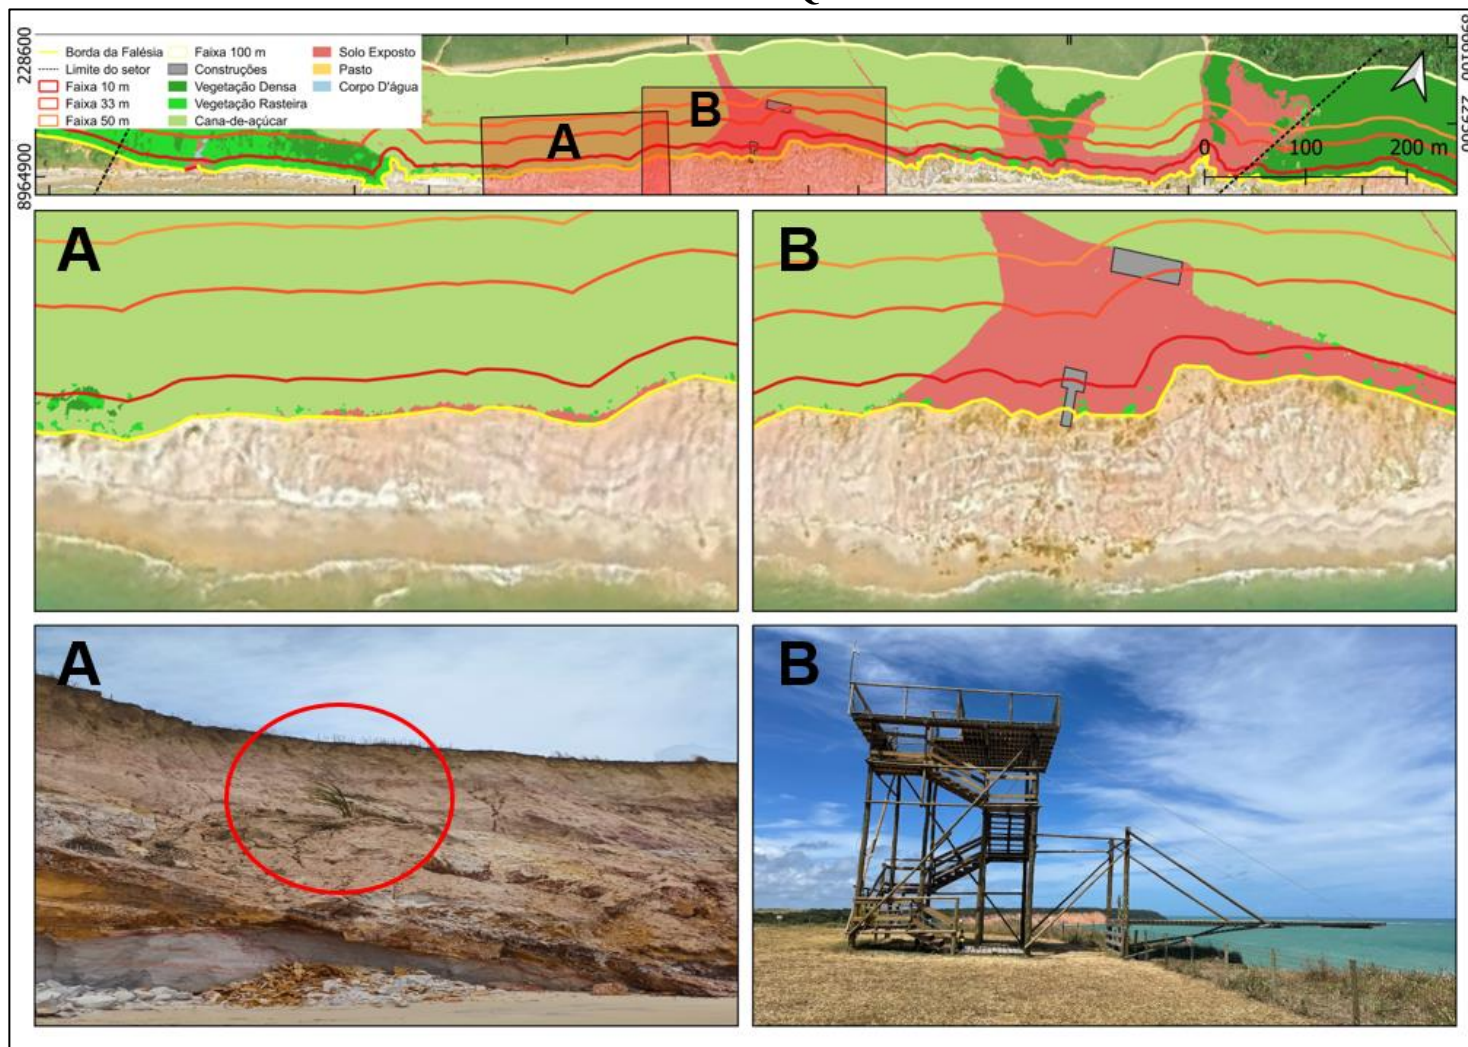 Q
228600
8964900
Borda da Falésia
Limite do setor
Faixa 10 m
Faixa 33 m
Faixa 50 m
Faixa 100 m
Construções
Vegetação Densa
Vegetação Rasteira
Cana-de-açúcar
Solo Exposto
Pasto
Corpo D'água
A
B
0 100 200 m
A
B
A
B